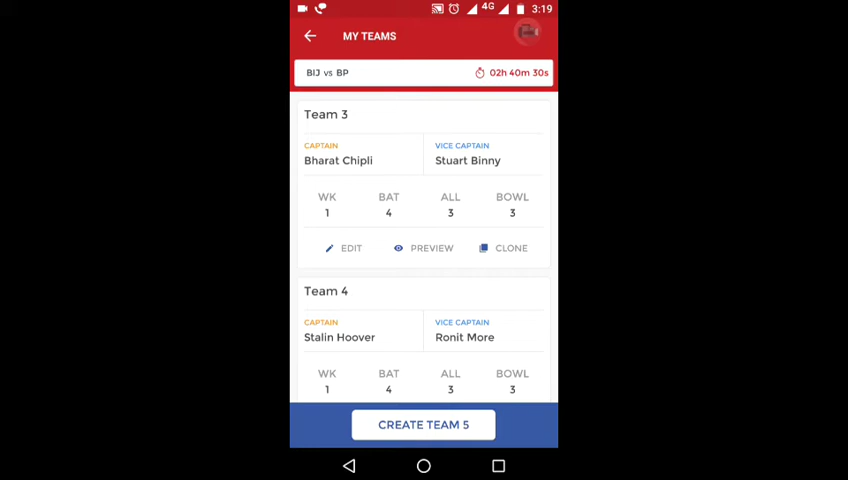 4G 3:19
MY TEAMS
BIJ vs BP 02h 40m 30s
Team 3
CAPTAIN VICE CAPTAIN
Bharat Chipli Stuart Binny
WK BAT ALL BOWL
1 4 3 3
EDIT PREVIEW CLONE
Team 4
CAPTAIN VICE CAPTAIN
Stalin Hoover Ronit More
WK BAT ALL BOWL
1 4 3 3
CREATE TEAM 5